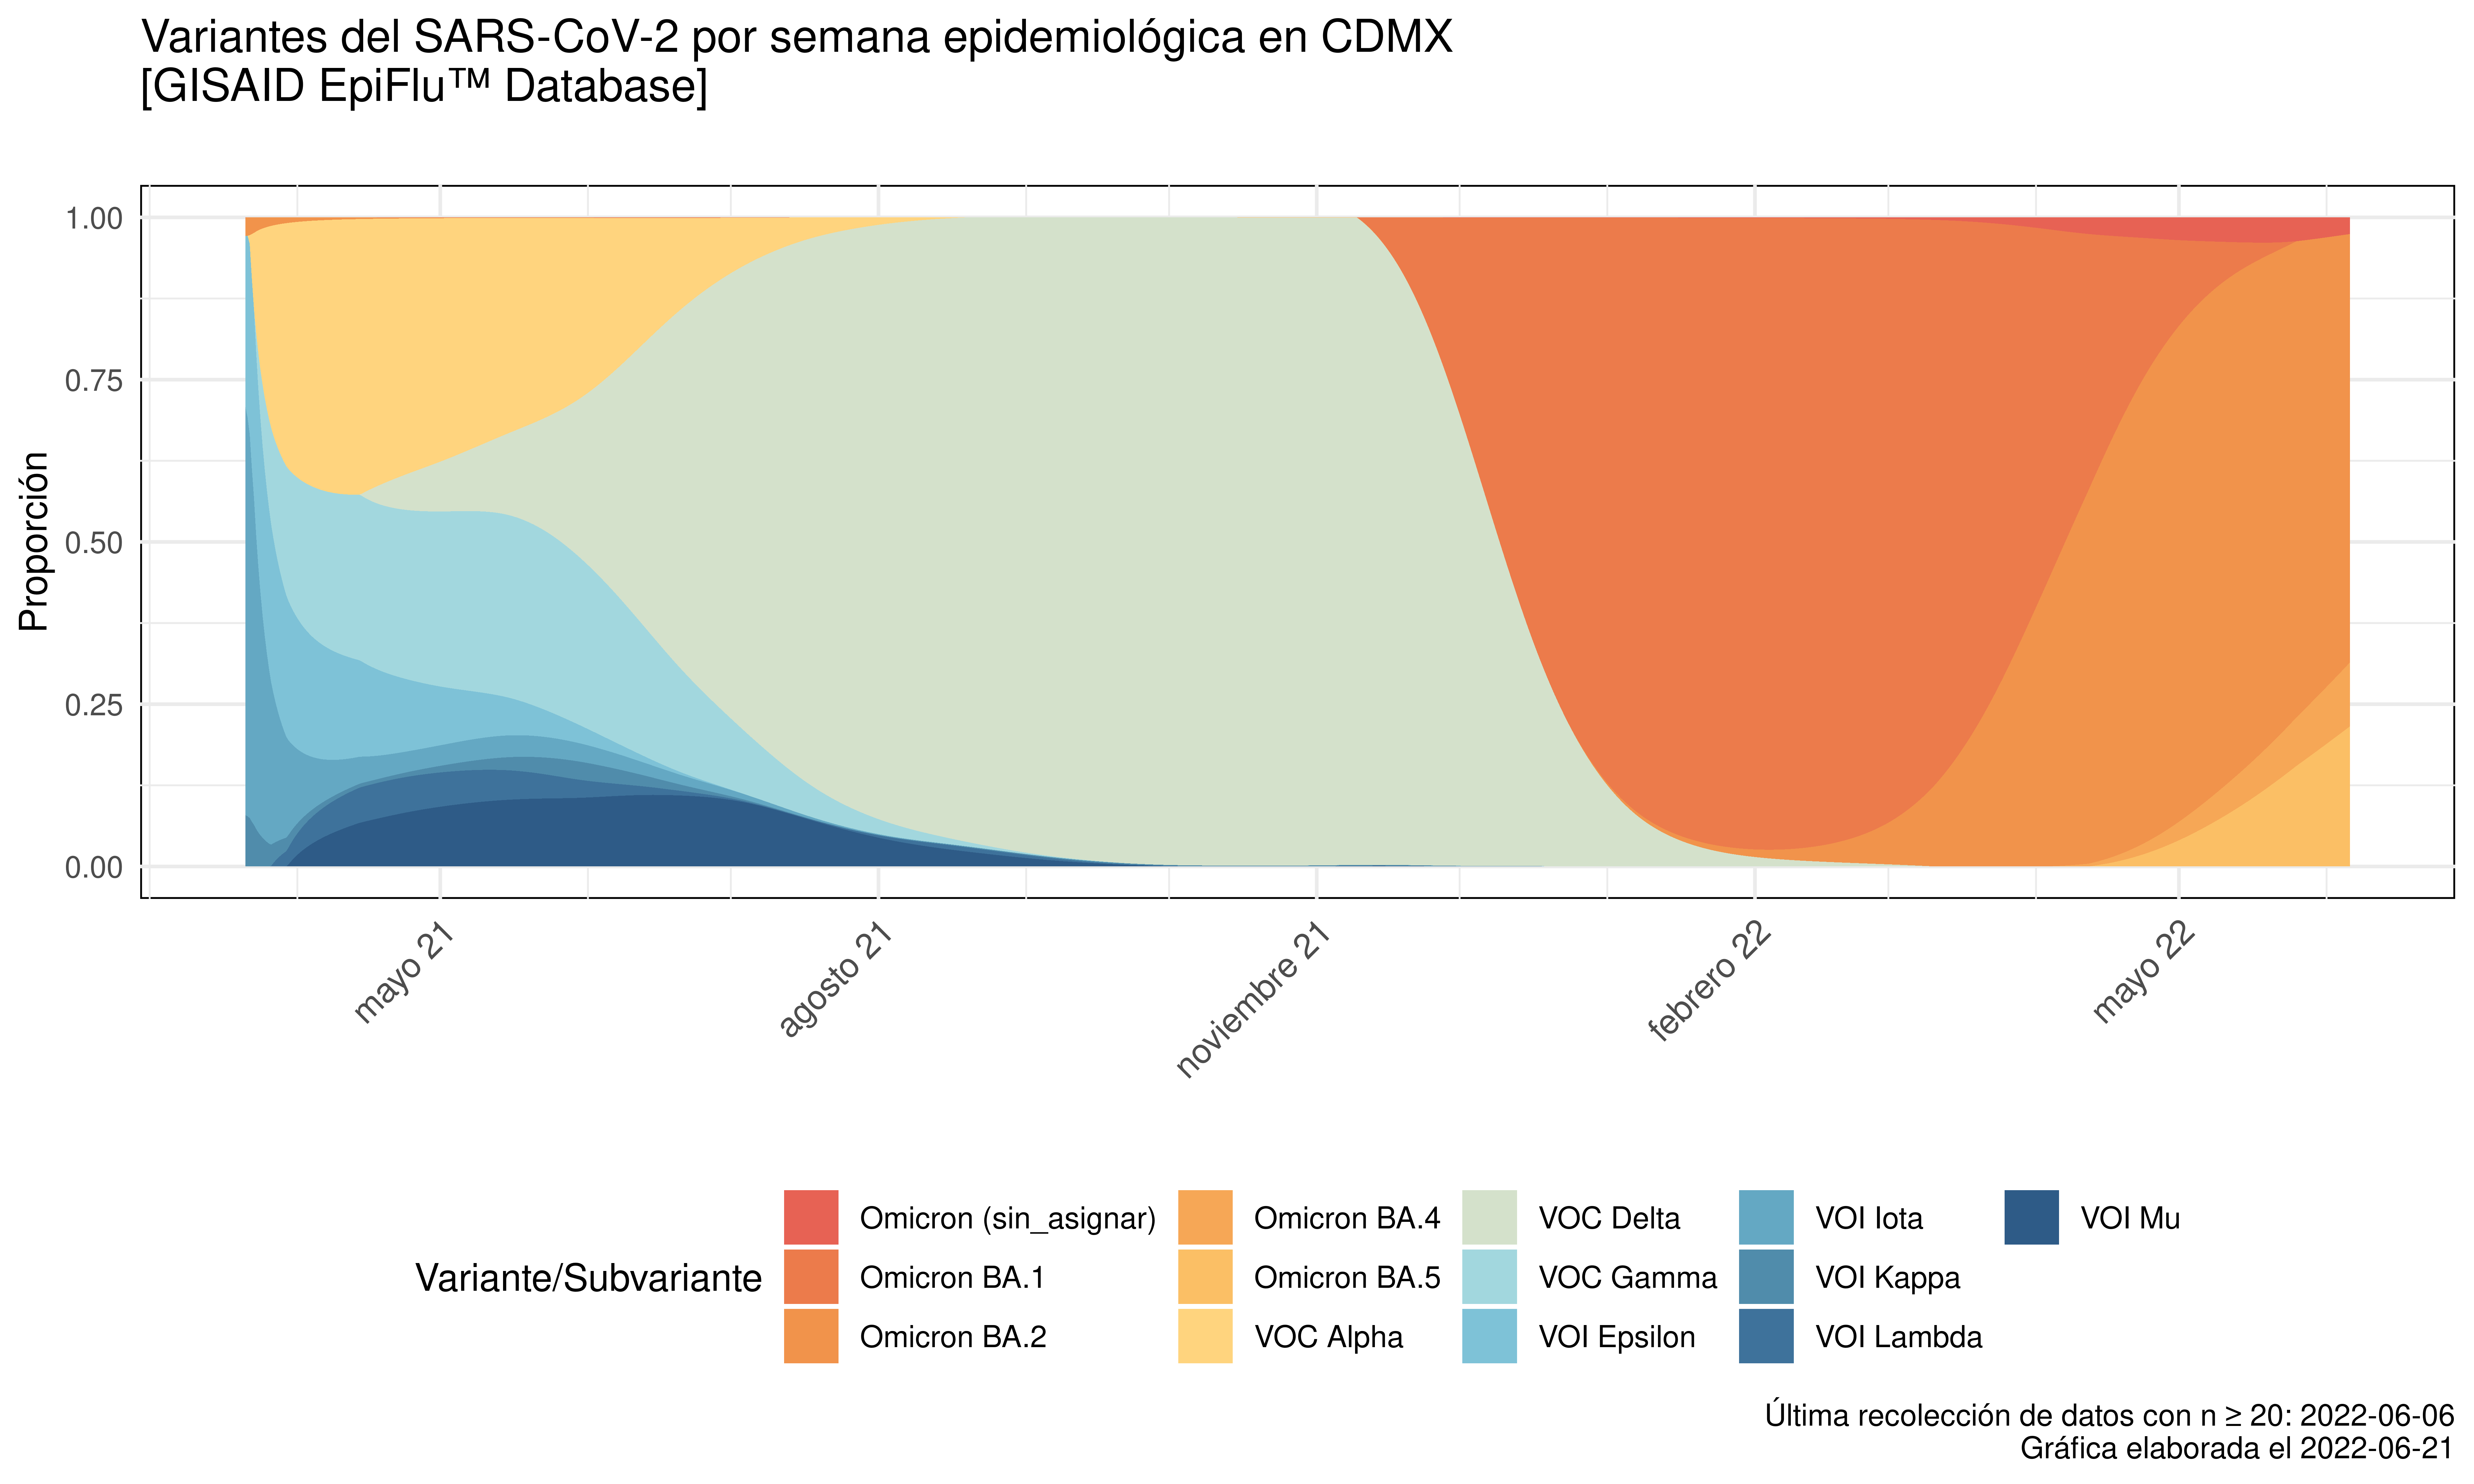 Variantes del SARS-CoV-2 por semana epidemiológica en CDMX
[GISAID EpiFlu™ Database]
Proporción
1.00
0.75
0.50
0.25
0.00
mayo 21
agosto 21
noviembre 21
febrero 22
mayo 22
Variante/Subvariante
Omicron (sin_asignar)
Omicron BA.1
Omicron BA.2
Omicron BA.4
Omicron BA.5
VOC Alpha
VOC Delta
VOC Gamma
VOI Epsilon
VOI Iota
VOI Kappa
VOI Lambda
VOI Mu
Última recolección de datos con n ≥ 20: 2022-06-06
Gráfica elaborada el 2022-06-21